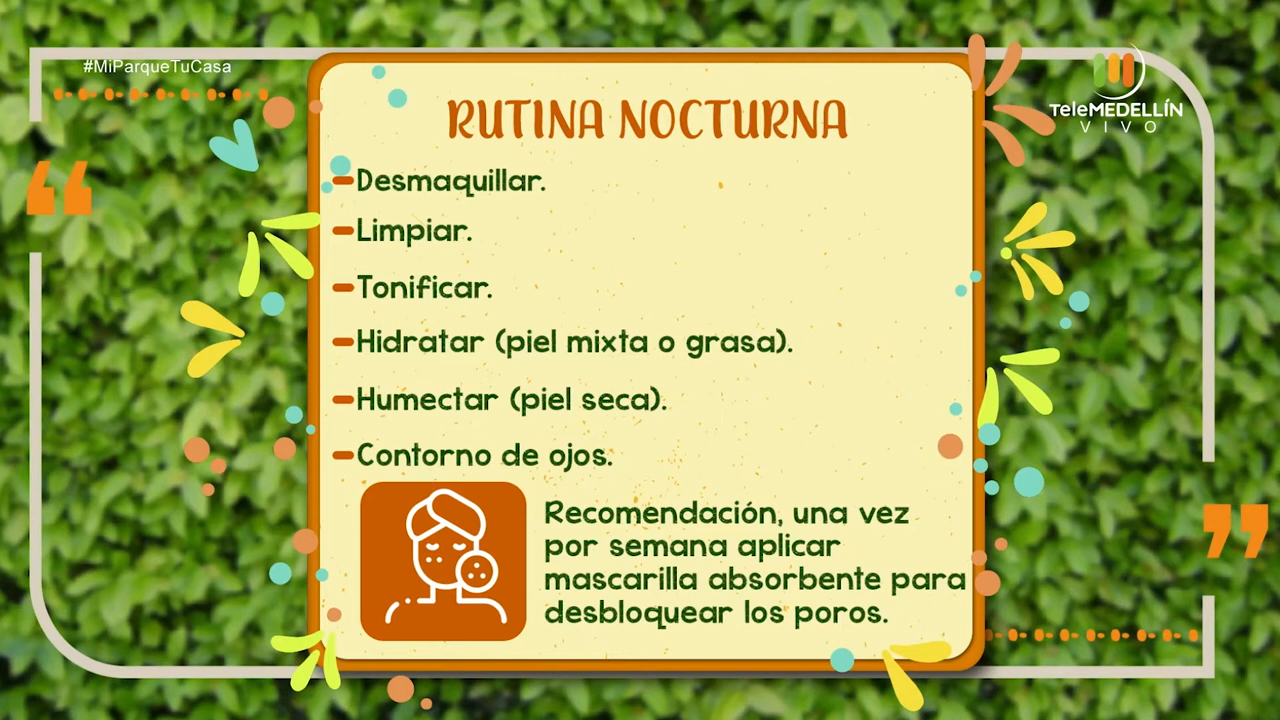 #MiParqueTuCasa
TeleMEDELLÍN
VIVO
RUTINA NOCTURNA
Desmaquillar.
Limpiar.
Tonificar.
Hidratar (piel mixta o grasa).
Humectar (piel seca).
Contorno de ojos.
Recomendación, una vez
por semana aplicar
mascarilla absorbente para
desbloquear los poros.